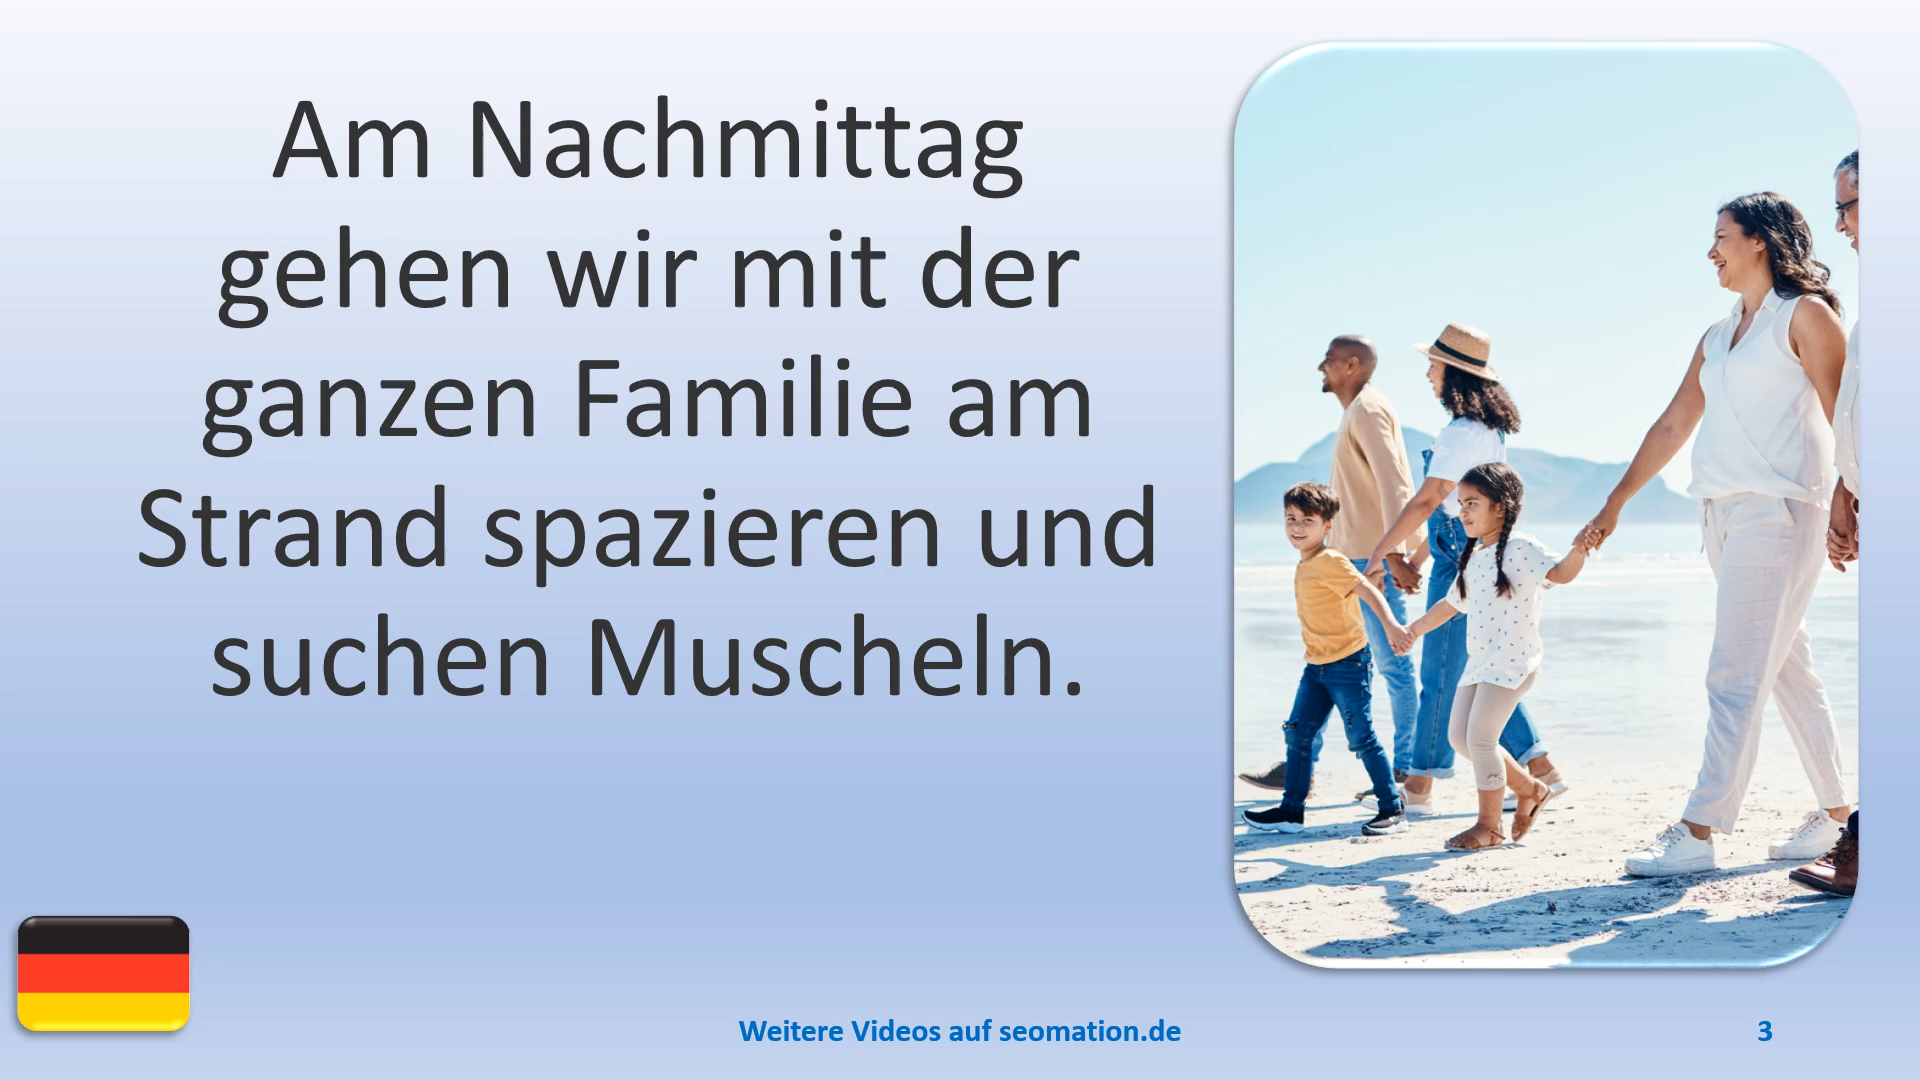 Am Nachmittag
gehen wir mit der
ganzen Familie am
Strand spazieren und
suchen Muscheln.
Weitere Videos auf seomation.de
3